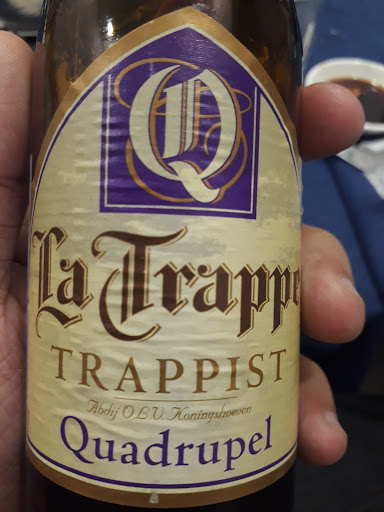 Q
La Trappe
TRAPPIST
Abdij O.L.V. Koningshoeven
Quadrupel